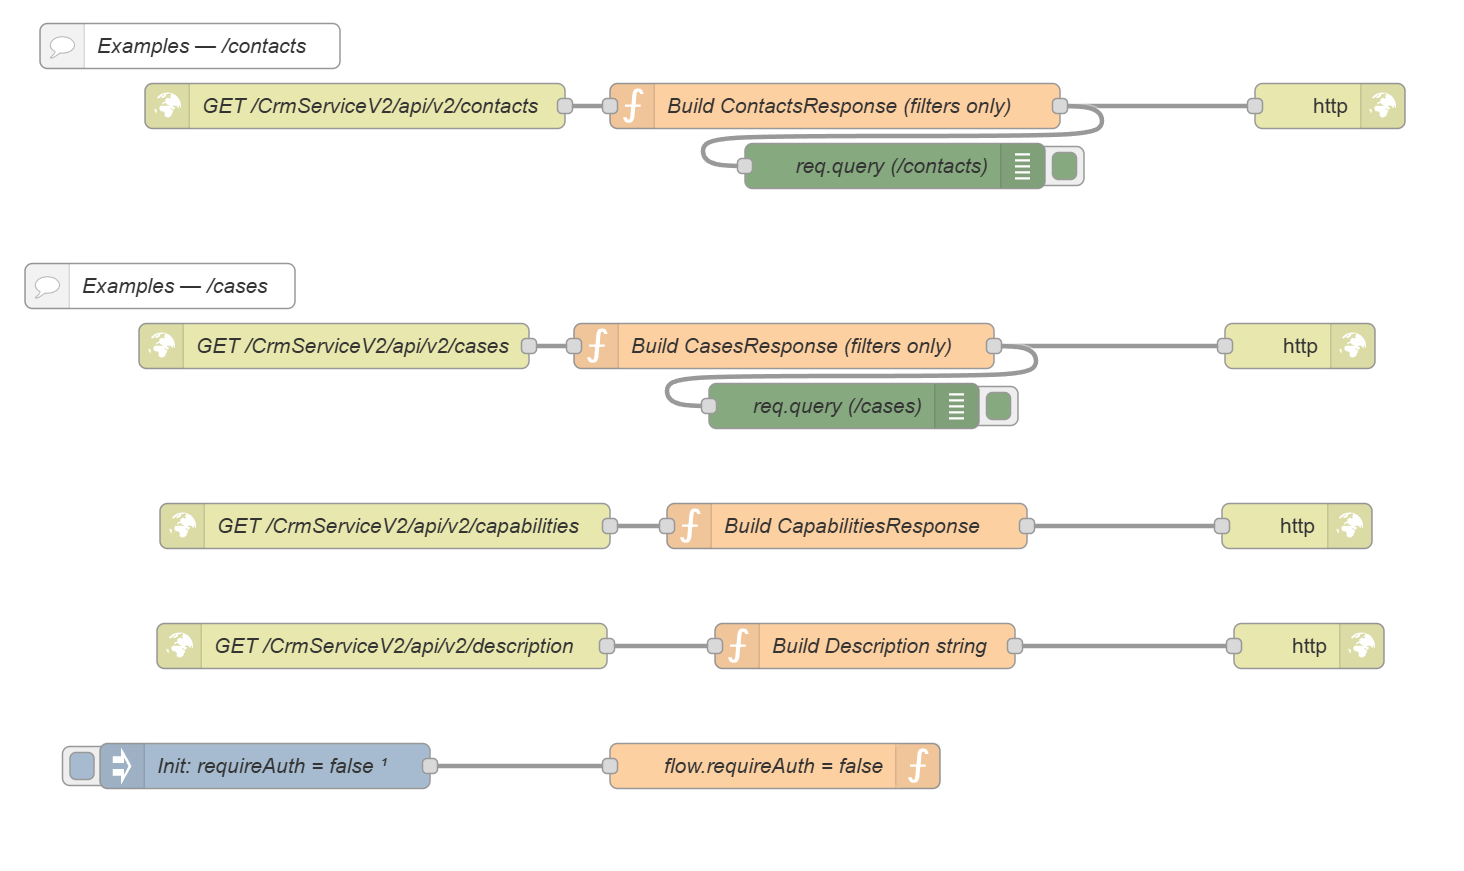 Examples — /contacts
GET /CrmServiceV2/api/v2/contacts
Build ContactsResponse (filters only)
http
req.query (/contacts)
Examples — /cases
GET /CrmServiceV2/api/v2/cases
Build CasesResponse (filters only)
http
req.query (/cases)
GET /CrmServiceV2/api/v2/capabilities
Build CapabilitiesResponse
http
GET /CrmServiceV2/api/v2/description
Build Description string
http
Init: requireAuth = false ¹
flow.requireAuth = false